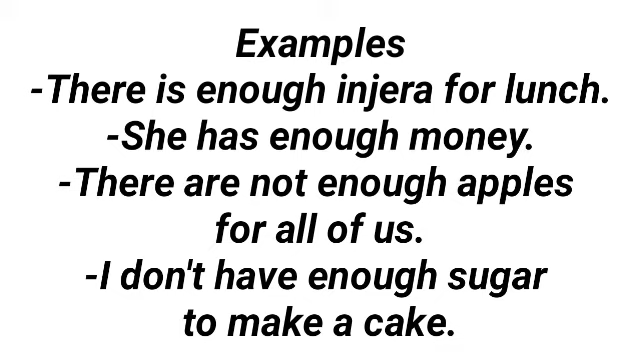 Examples
-There is enough injera for lunch.
-She has enough money.
-There are not enough apples
for all of us.
-I don't have enough sugar
to make a cake.